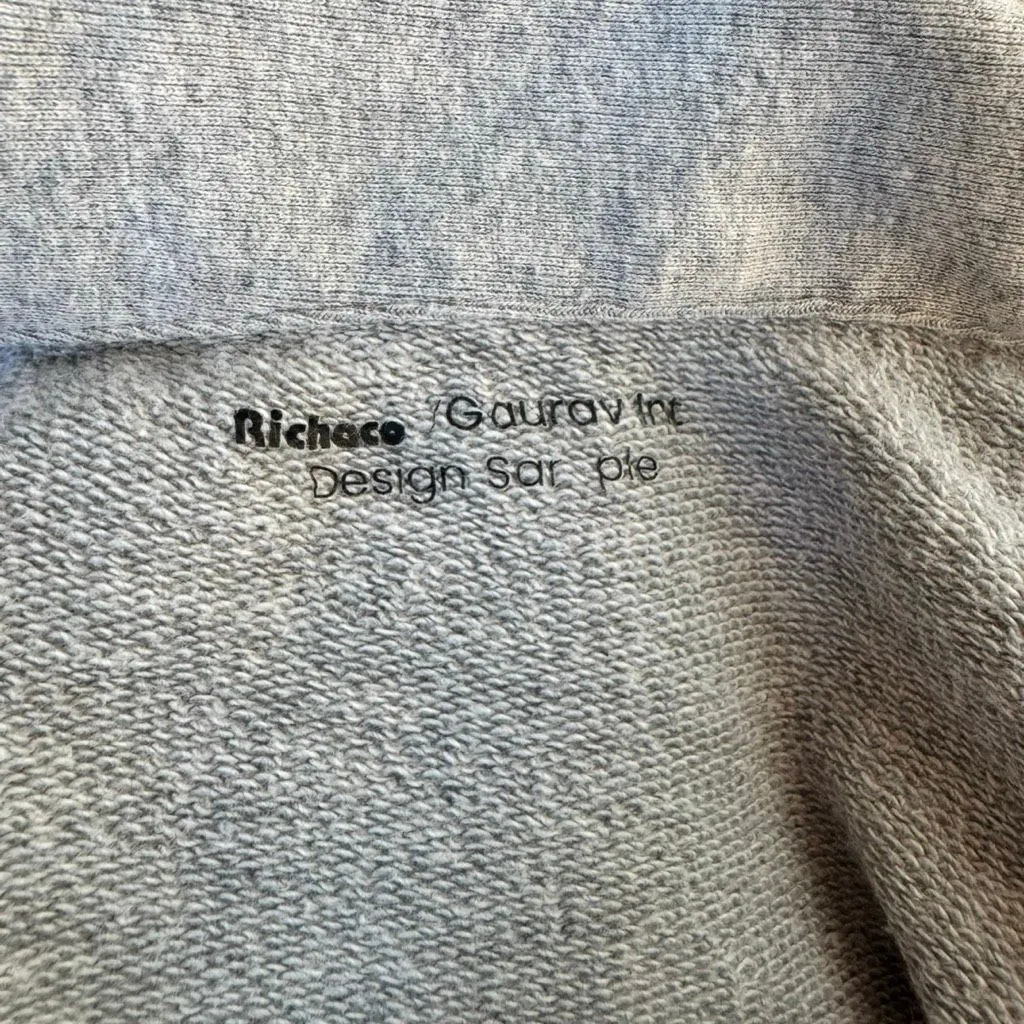 Richaco /Gaurav Int
Design Sar ple